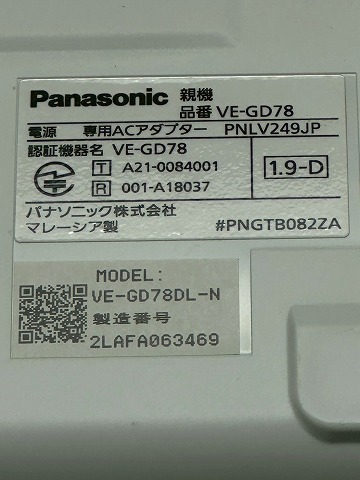 Panasonic 親機
品番 VE-GD78
電源 専用ACアダプター PNLV249JP
認証機器名 VE-GD78
T A21-0084001
R 001-A18037
1.9-D
パナソニック株式会社
マレーシア製 #PNGTB082ZA
MODEL:
VE-GD78DL-N
製造番号
2LAFA063469